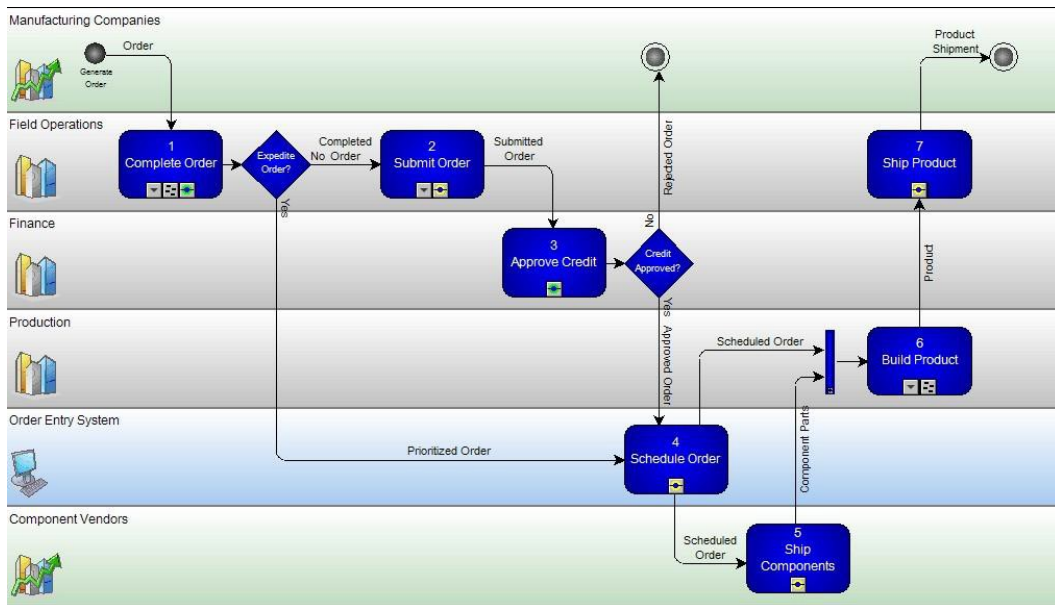 Manufacturing Companies
Order
Generate
Order
Product
Shipment
Field Operations
1
Complete Order
Expedite
Order?
Completed
No Order
2
Submit Order
Submitted
Order
Rejected Order
7
Ship Product
Yes
Finance
3
Approve Credit
No
Credit
Approved?
Product
Yes
Approved Order
Production
Scheduled Order
6
Build Product
Order Entry System
Prioritized Order
4
Schedule Order
Component Parts
Component Vendors
Scheduled
Order
5
Ship
Components